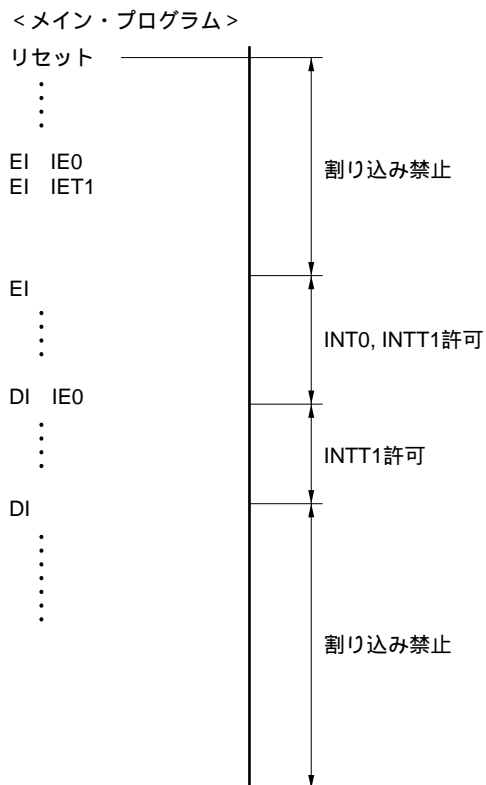 <メイン・プログラム>
リセット
EI IE0
EI IET1
割り込み禁止
EI
INT0, INTT1許可
DI IE0
INTT1許可
DI
割り込み禁止